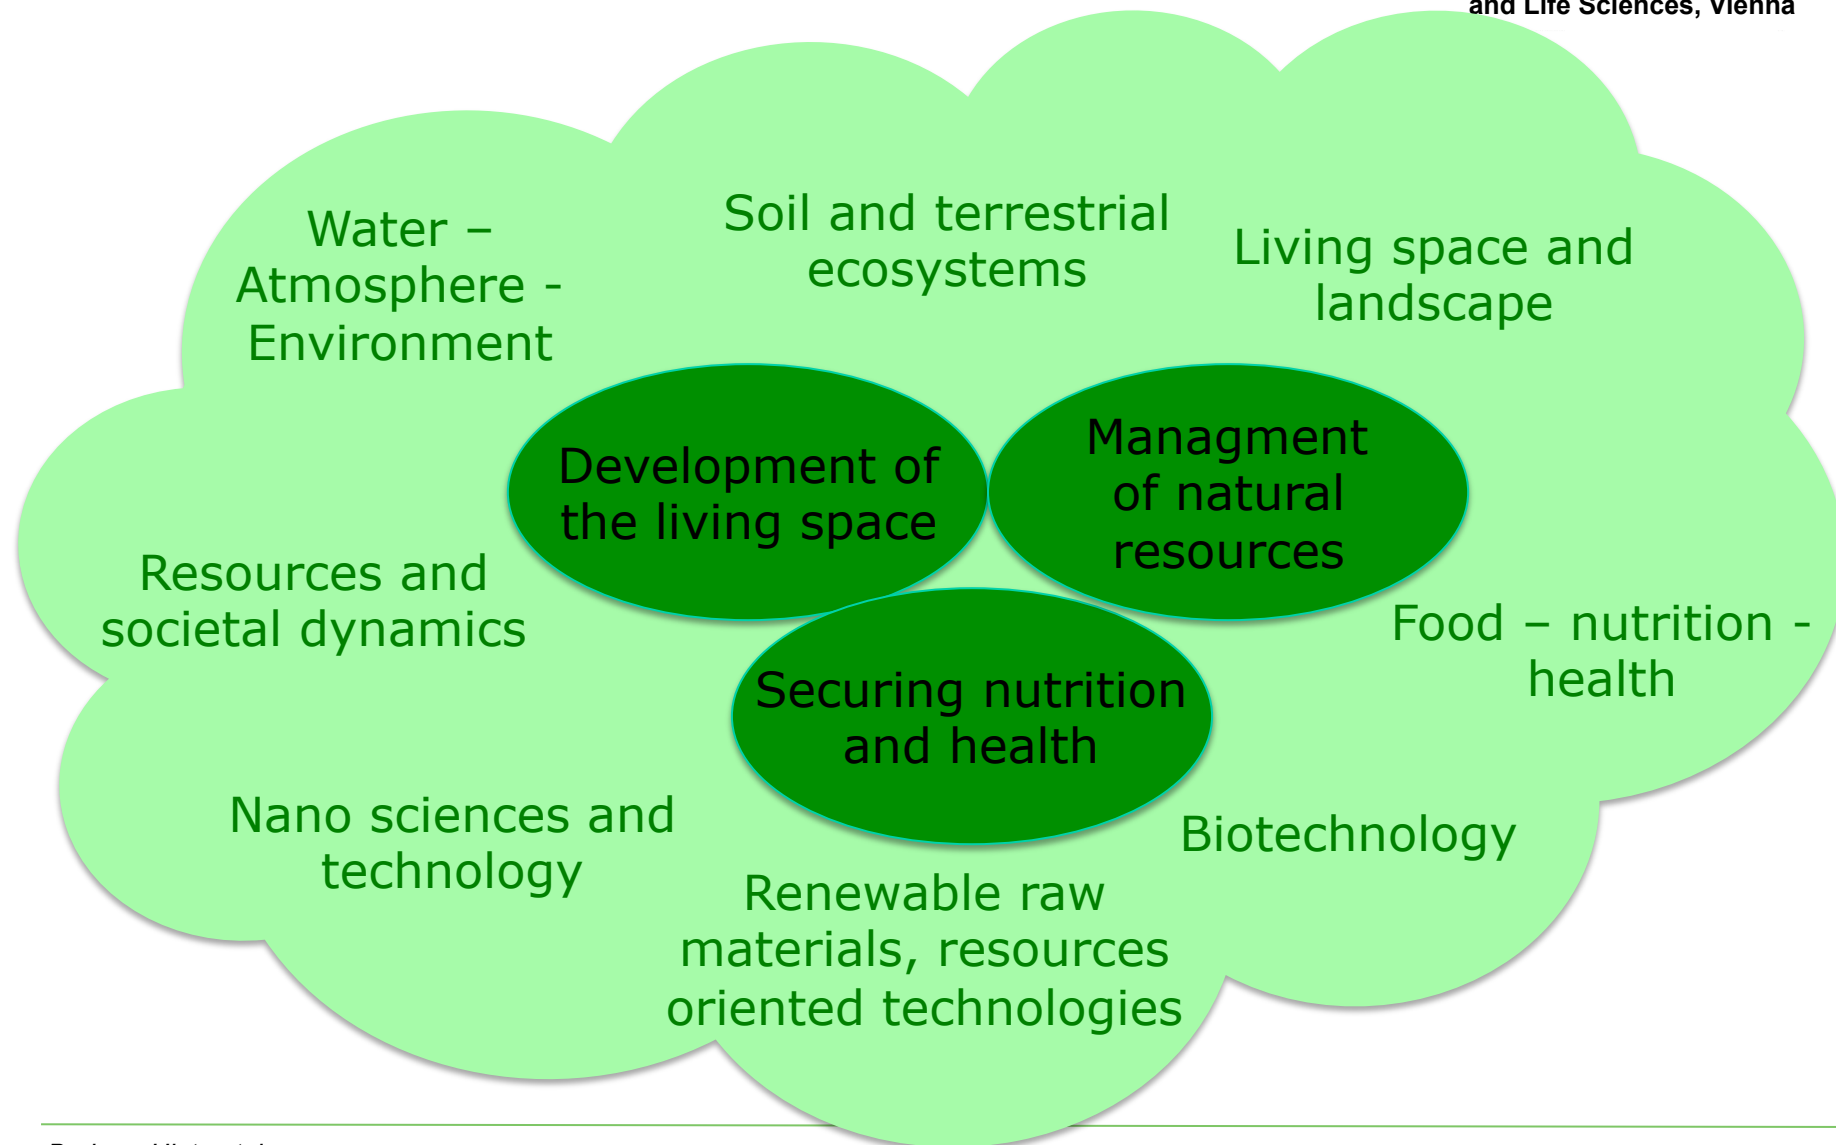 and Life Sciences, Vienna
Water –
Atmosphere -
Environment
Soil and terrestrial
ecosystems
Living space and
landscape
Development of
the living space
Managment
of natural
resources
Resources and
societal dynamics
Food – nutrition -
health
Securing nutrition
and health
Nano sciences and
technology
Biotechnology
Renewable raw
materials, resources
oriented technologies